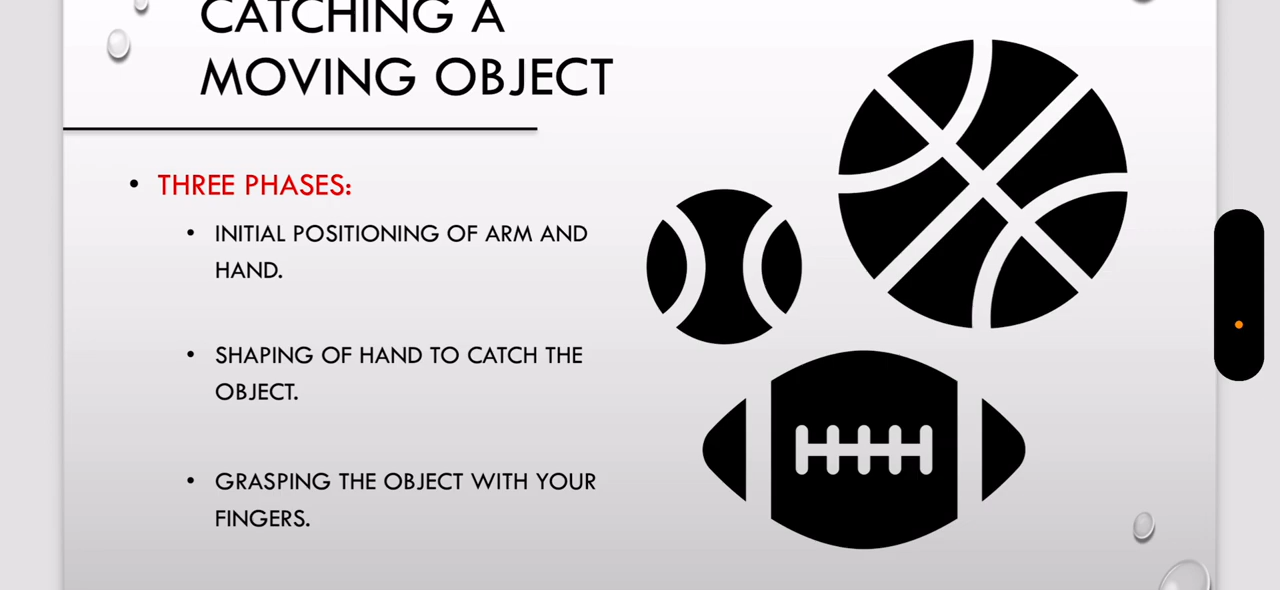 CATCHING A
MOVING OBJECT
• THREE PHASES:
• INITIAL POSITIONING OF ARM AND
HAND.
• SHAPING OF HAND TO CATCH THE
OBJECT.
• GRASPING THE OBJECT WITH YOUR
FINGERS.